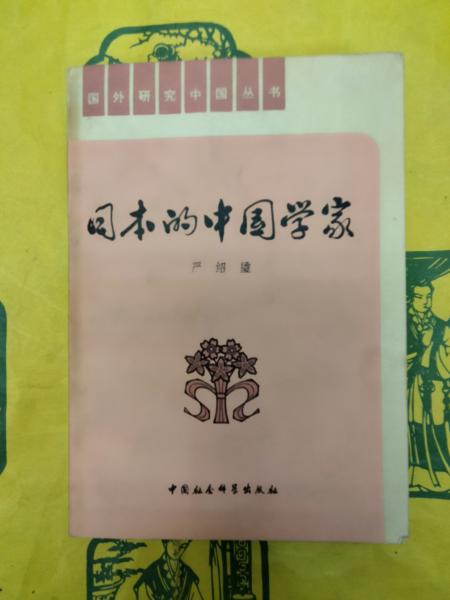 国外研究中国丛书
日本的中国学家
严绍璗
中国社会科学出版社